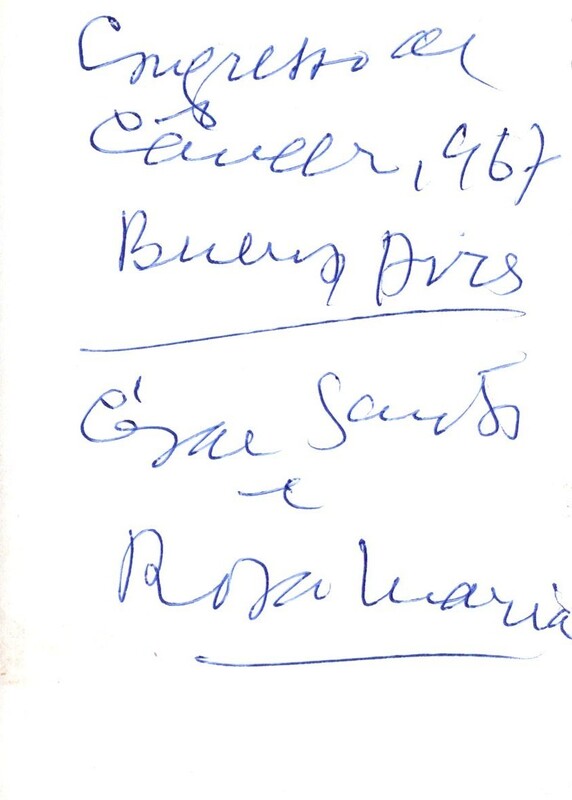 Congresso de
Câncer, 1967
Buenos Aires
César Santos
e
Rosa Maria